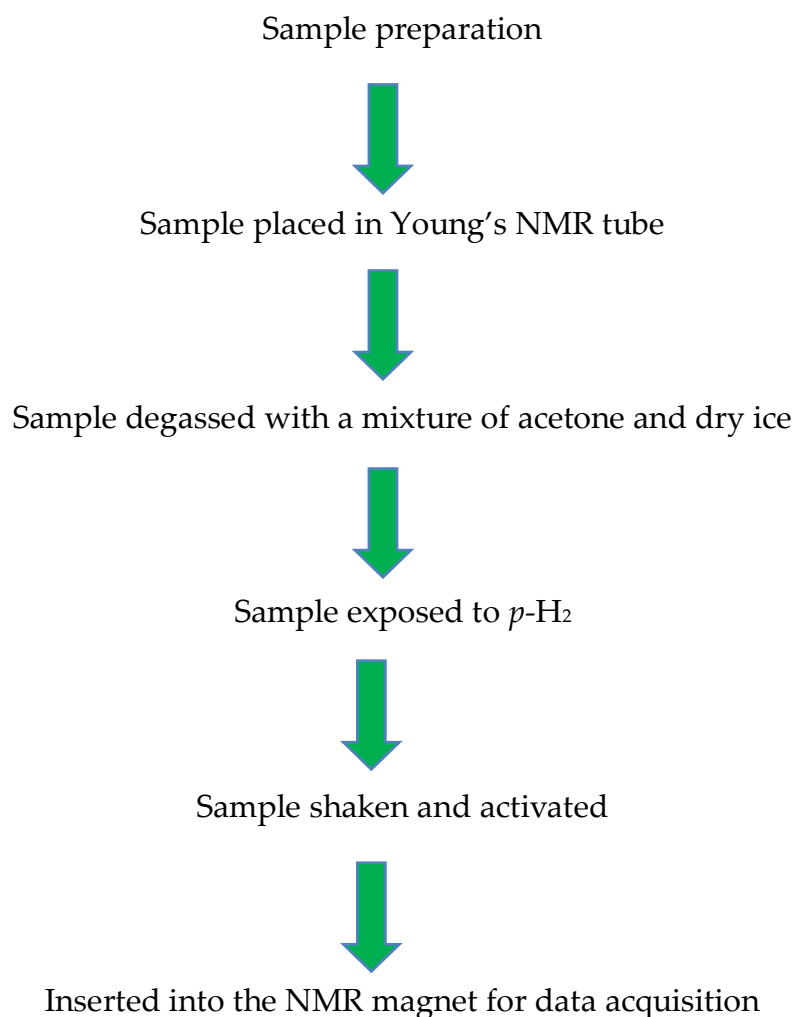 Sample preparation
Sample placed in Young’s NMR tube
Sample degassed with a mixture of acetone and dry ice
Sample exposed to p-H₂
Sample shaken and activated
Inserted into the NMR magnet for data acquisition